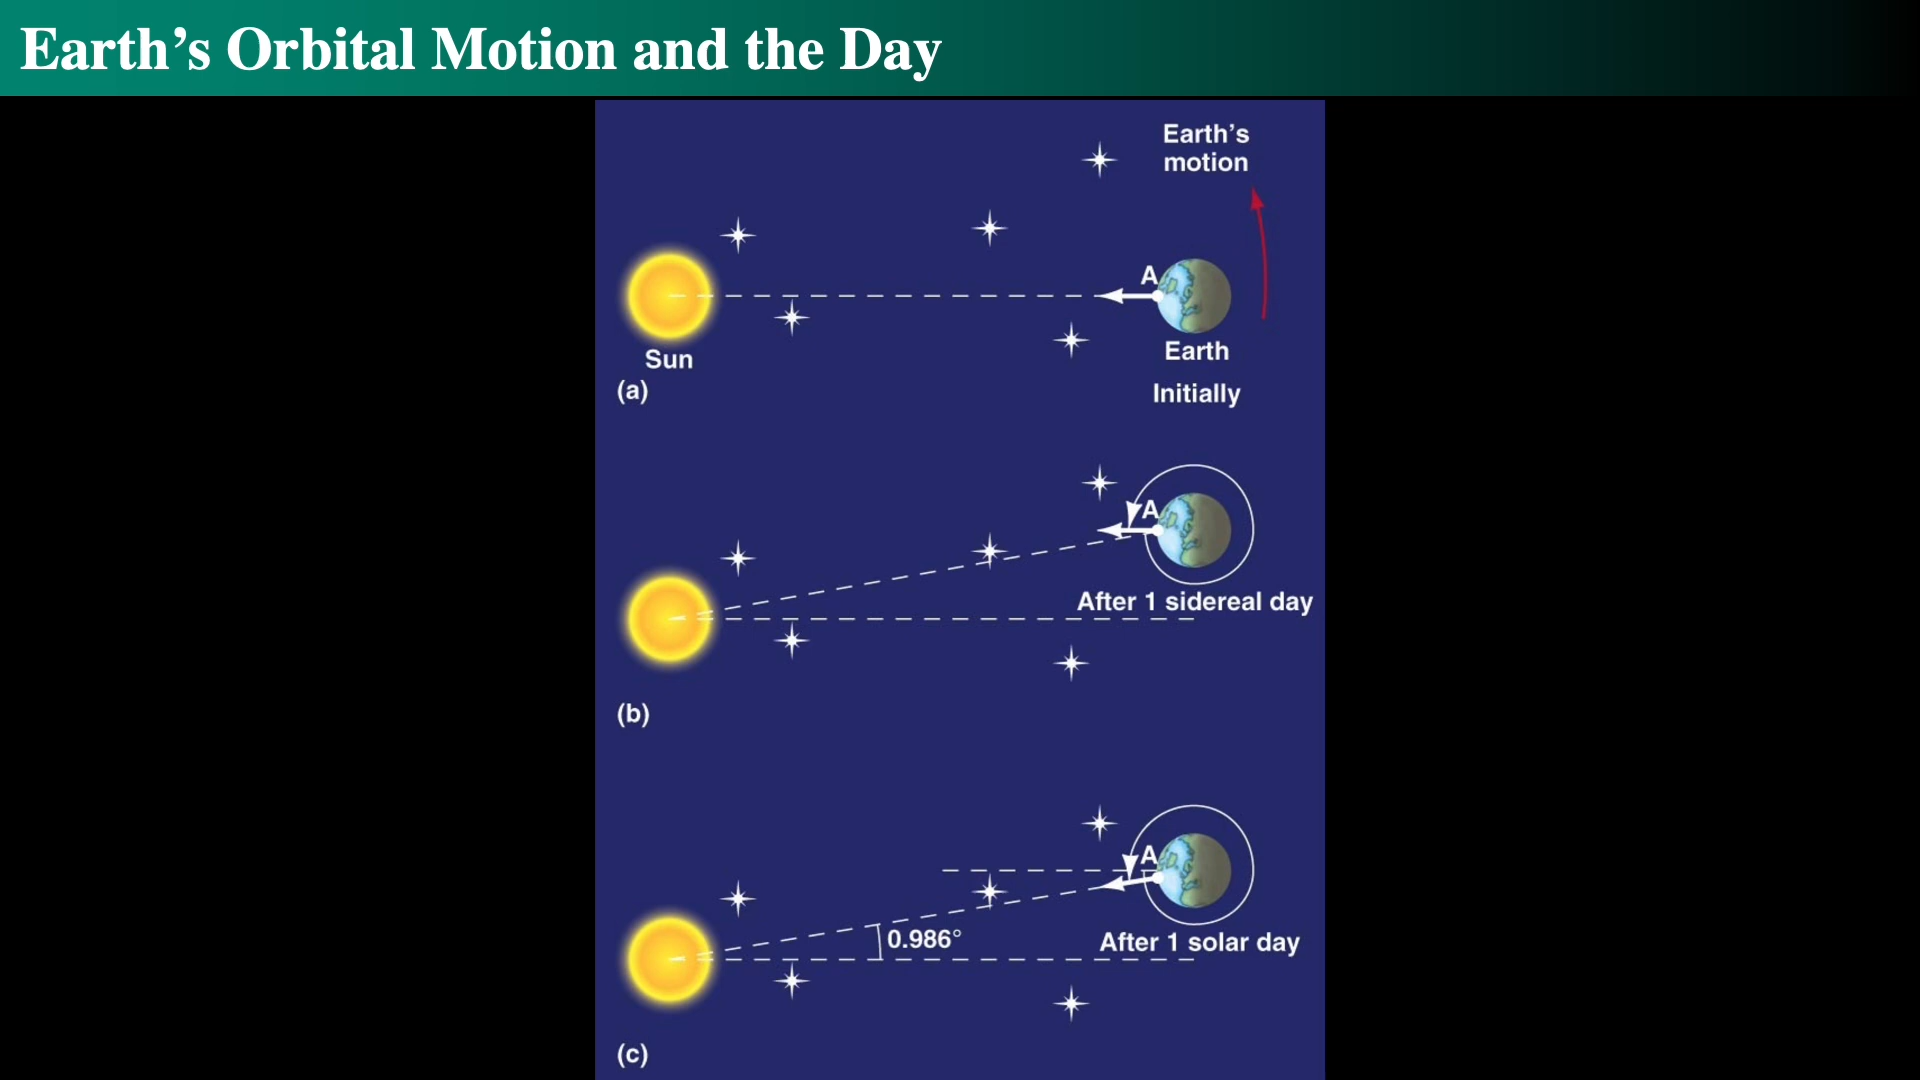 Earth’s Orbital Motion and the Day
Earth’s
motion
A
Sun
Earth
(a)
Initially
A
After 1 sidereal day
(b)
A
0.986°
After 1 solar day
(c)